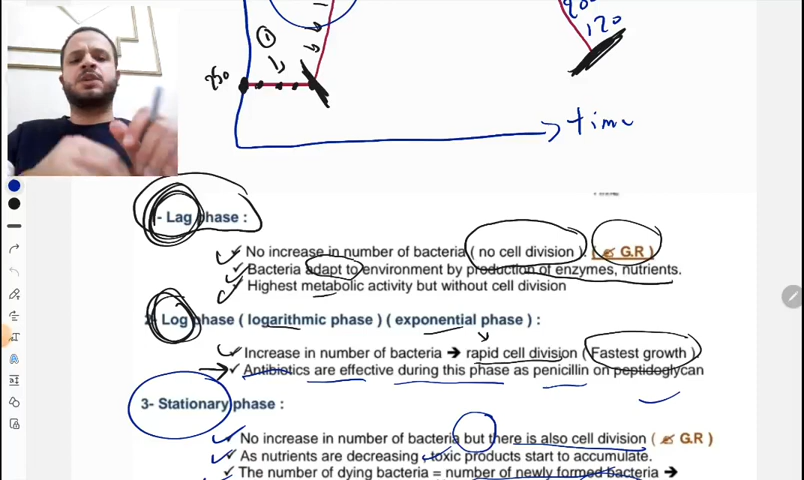 120
①
250
time
1- Lag phase :
No increase in number of bacteria ( no cell division ). ( G.R )
Bacteria adapt to environment by production of enzymes, nutrients.
Highest metabolic activity but without cell division
2- Log phase ( logarithmic phase ) ( exponential phase ) :
Increase in number of bacteria ➔ rapid cell division ( Fastest growth )
Antibiotics are effective during this phase as penicillin on peptidoglycan
3- Stationary phase :
No increase in number of bacteria but there is also cell division ( G.R )
As nutrients are decreasing, toxic products start to accumulate.
The number of dying bacteria = number of newly formed bacteria ➔